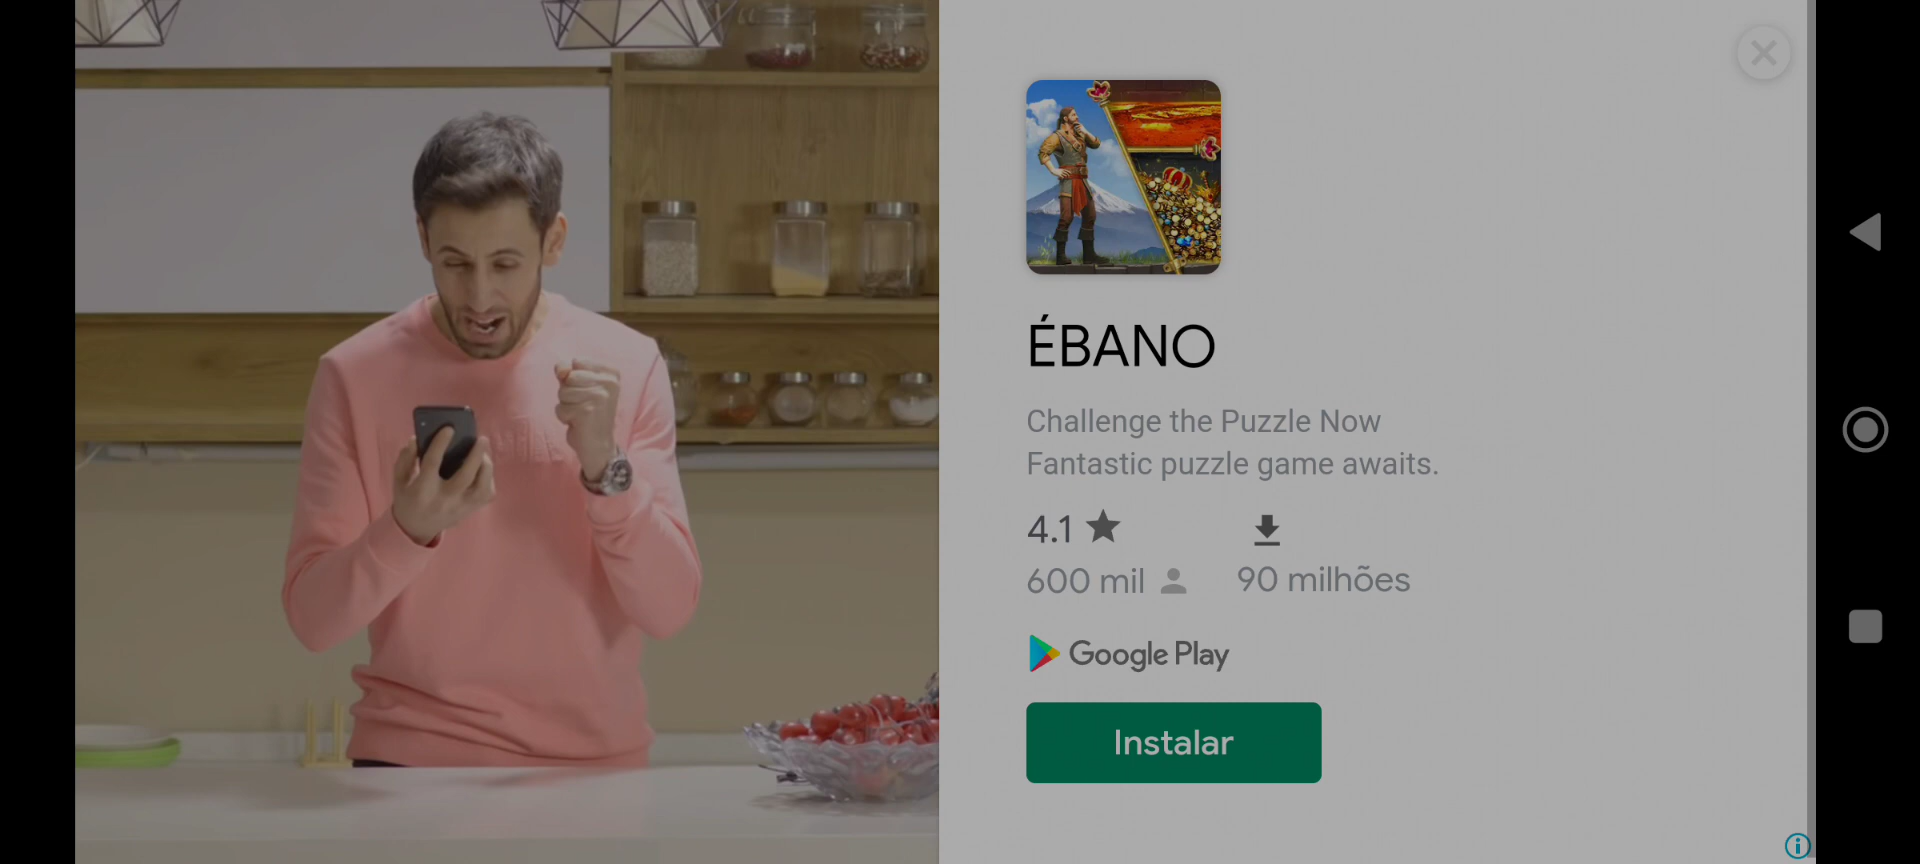 ÉBANO
Challenge the Puzzle Now
Fantastic puzzle game awaits.
4.1
600 mil
90 milhões
Google Play
Instalar